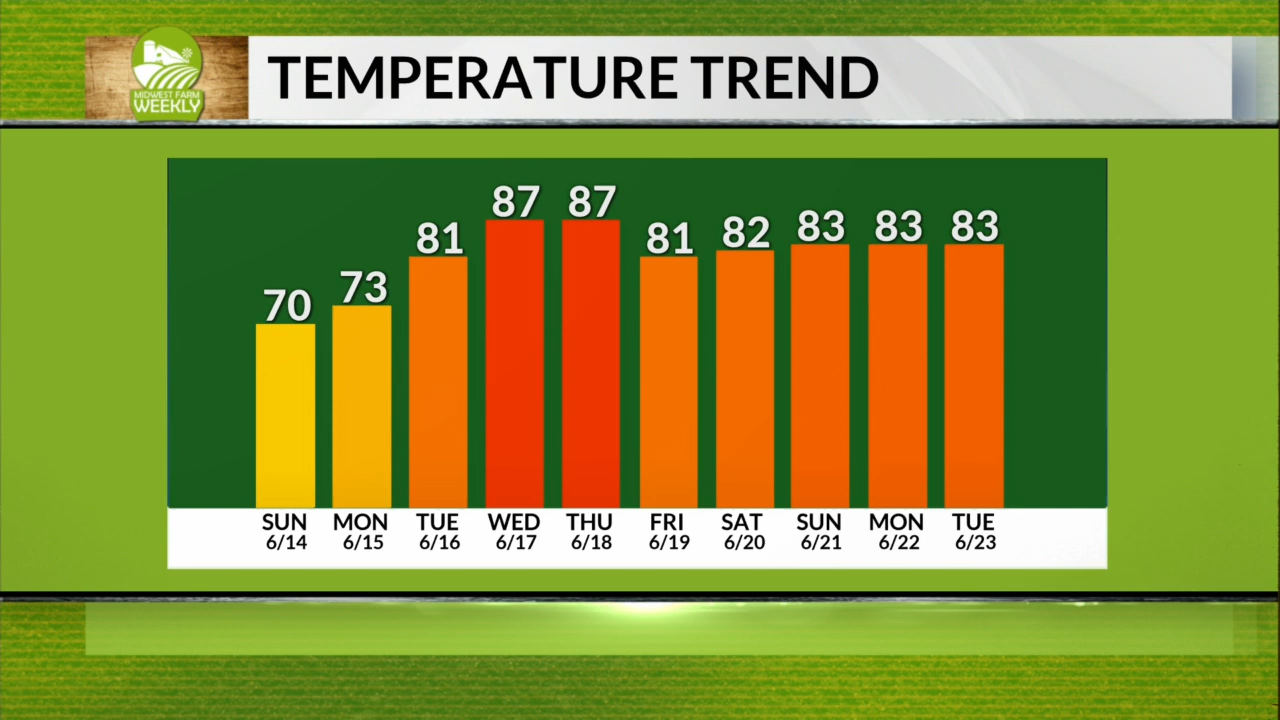 MIDWEST FARM
WEEKLY
TEMPERATURE TREND
70 73 81 87 87 81 82 83 83 83
SUN MON TUE WED THU FRI SAT SUN MON TUE
6/14 6/15 6/16 6/17 6/18 6/19 6/20 6/21 6/22 6/23